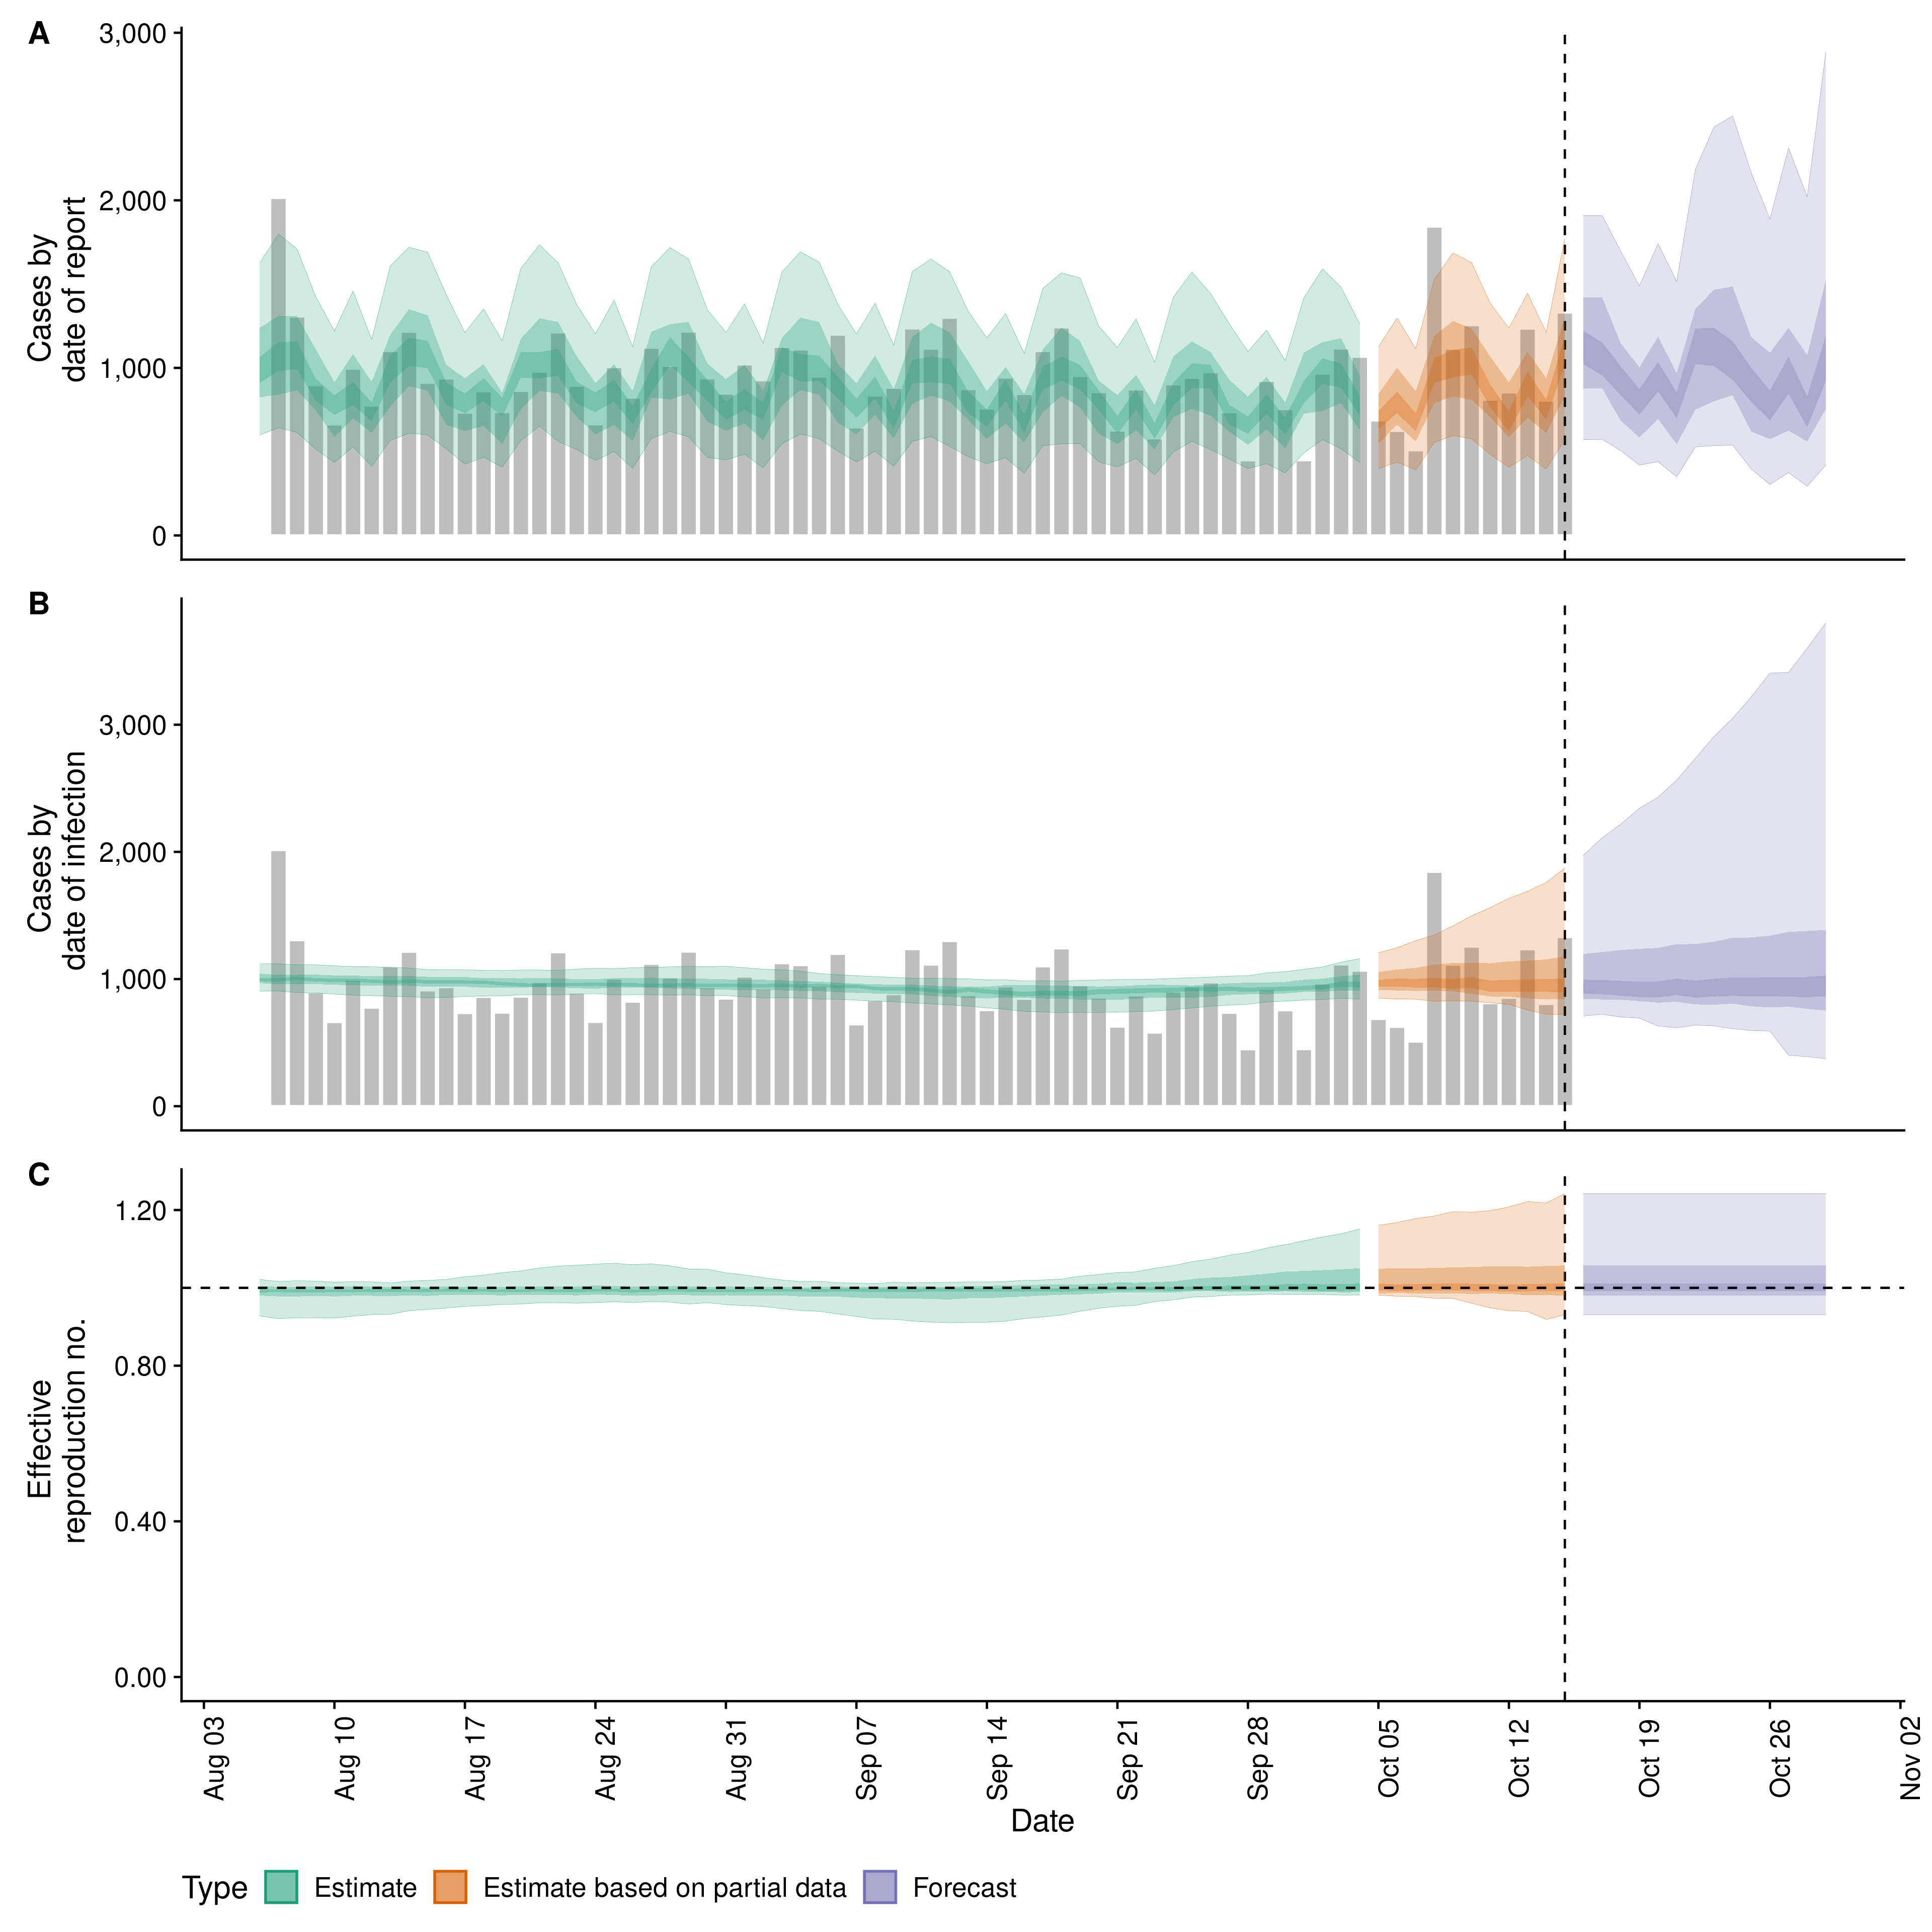 A
3,000
2,000
1,000
0
Cases by
date of report
B
3,000
2,000
1,000
0
Cases by
date of infection
C
1.20
0.80
0.40
0.00
Effective
reproduction no.
Aug 03
Aug 10
Aug 17
Aug 24
Aug 31
Sep 07
Sep 14
Sep 21
Sep 28
Oct 05
Oct 12
Oct 19
Oct 26
Nov 02
Date
Type Estimate Estimate based on partial data Forecast